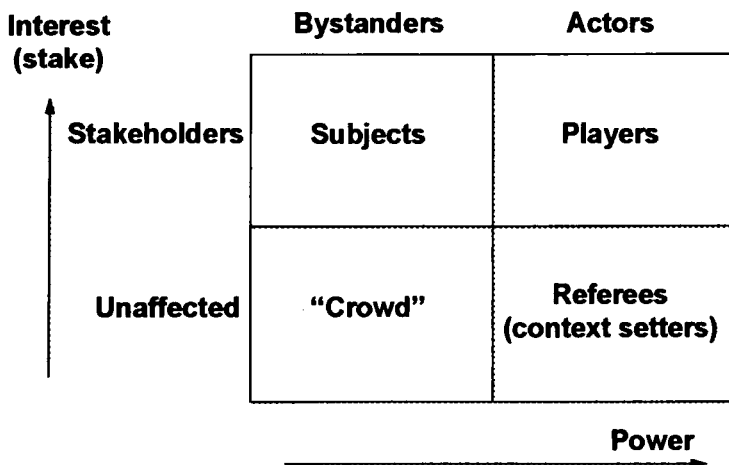 Interest
(stake)
Bystanders
Actors
Stakeholders
Subjects
Players
Unaffected
“Crowd”
Referees
(context setters)
Power